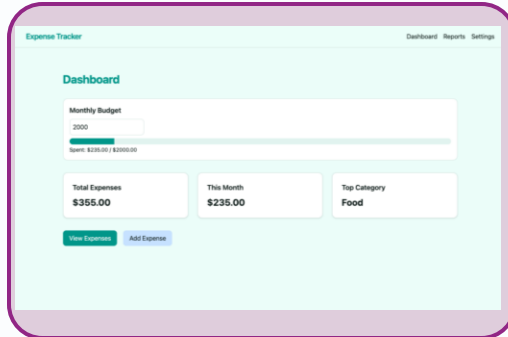 Expense Tracker
Dashboard Reports Settings
Dashboard
Monthly Budget
2000
Spent: $235.00 / $2000.00
Total Expenses
$355.00
This Month
$235.00
Top Category
Food
View Expenses
Add Expense